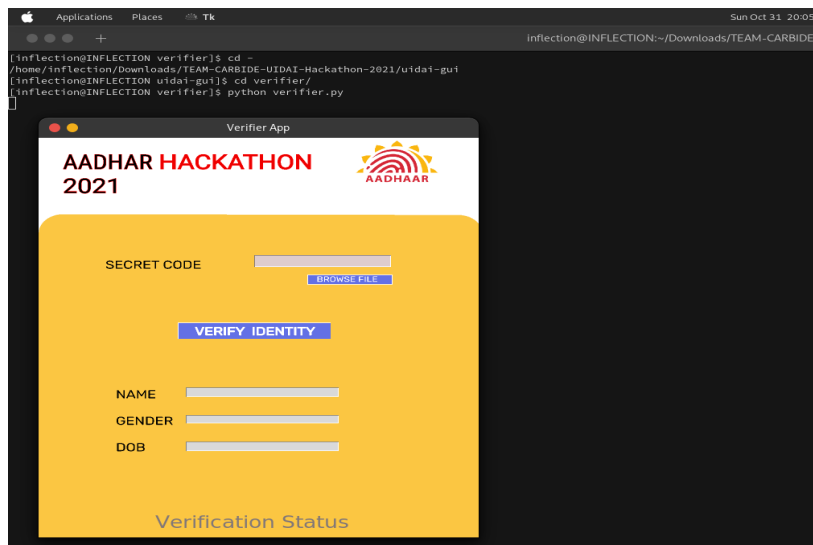 Applications Places Tk Sun Oct 31 20:05
+ inflection@INFLECTION:~/Downloads/TEAM-CARBIDE
[inflection@INFLECTION verifier]$ cd -
/home/inflection/Downloads/TEAM-CARBIDE-UIDAI-Hackathon-2021/uidai-gui
[inflection@INFLECTION uidai-gui]$ cd verifier/
[inflection@INFLECTION verifier]$ python verifier.py
Verifier App
AADHAR HACKATHON
2021
AADHAAR
SECRET CODE
BROWSE FILE
VERIFY IDENTITY
NAME
GENDER
DOB
Verification Status